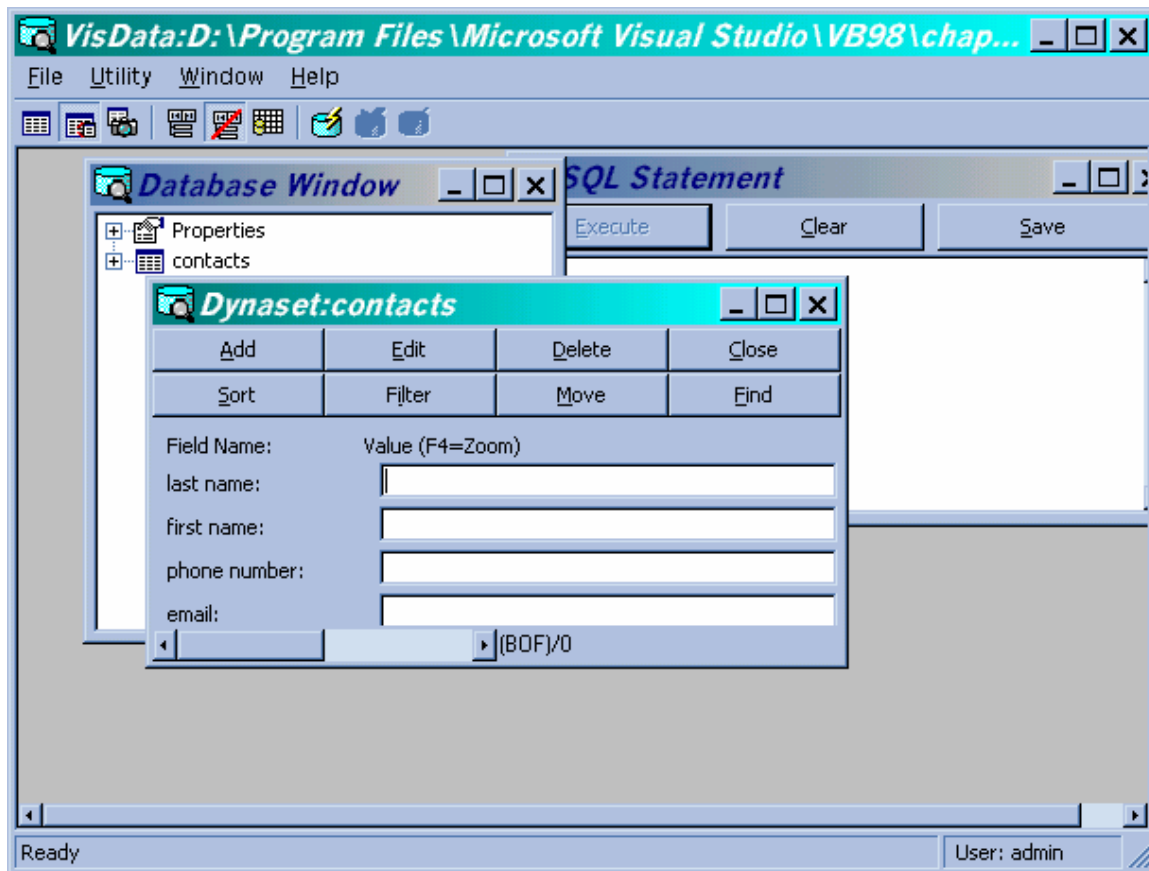 VisData:D:\Program Files\Microsoft Visual Studio\VB98\chap...
File Utility Window Help
Database Window
SQL Statement
Execute Clear Save
Properties
contacts
Dynaset:contacts
Add Edit Delete Close
Sort Filter Move Find
Field Name: Value (F4=Zoom)
last name:
first name:
phone number:
email:
(BOF)/0
Ready User: admin